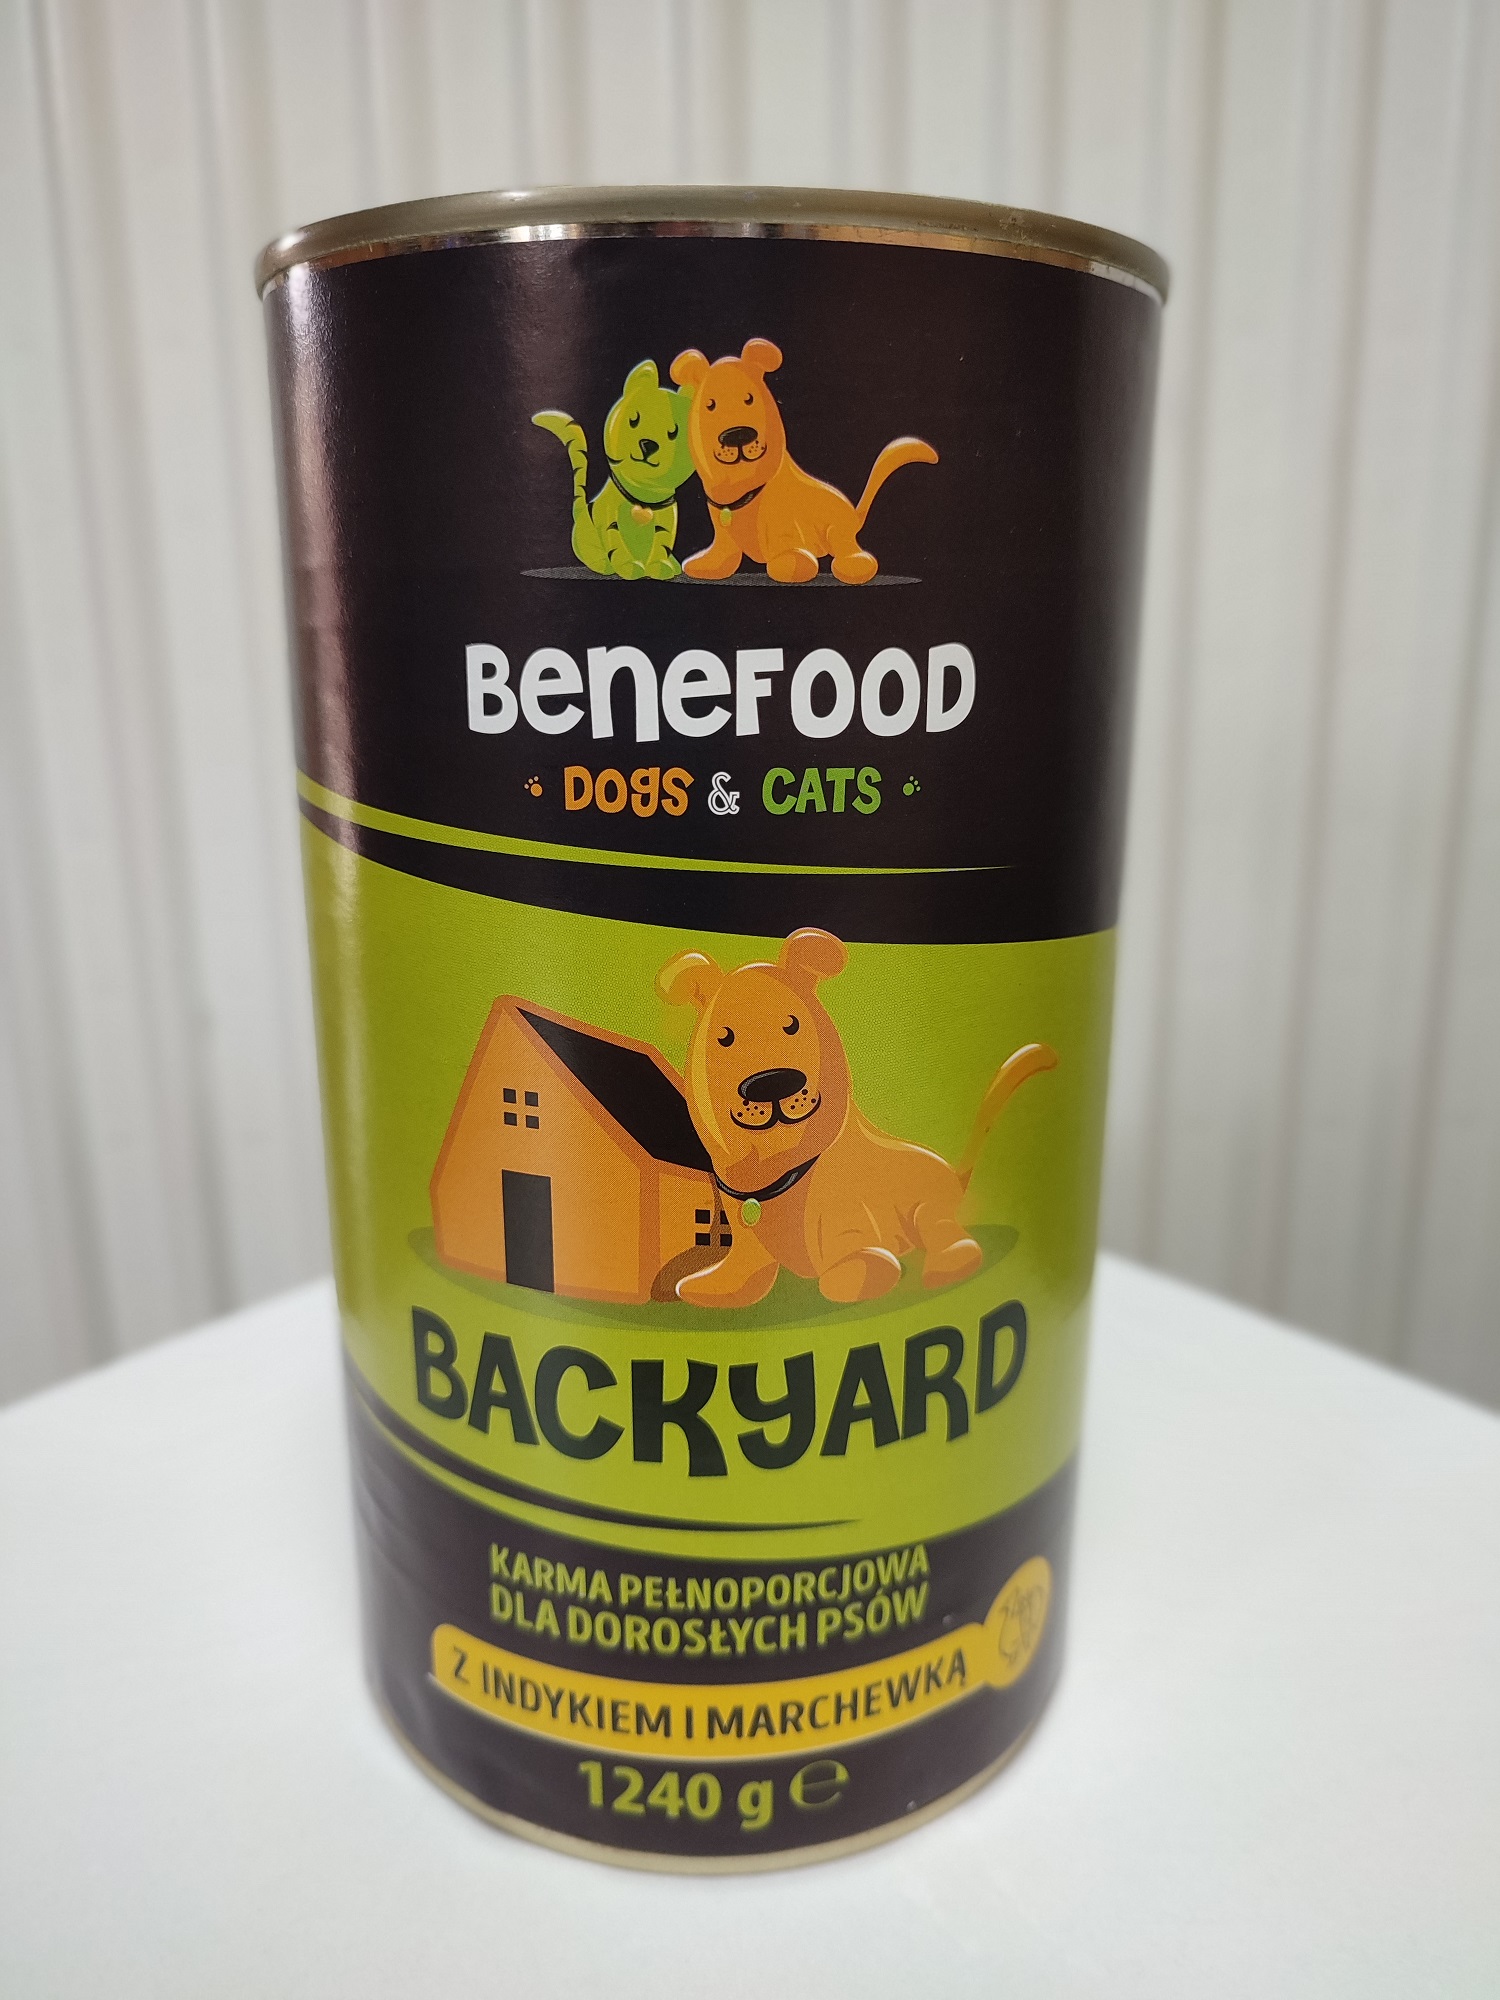 BeneFOOD
DOgS & CATS
BACKYARD
KARMA PEŁNOPORCJOWA
DLA DOROSŁYCH PSÓW
Z INDYKIEM I MARCHEWKĄ
1240 g ℮